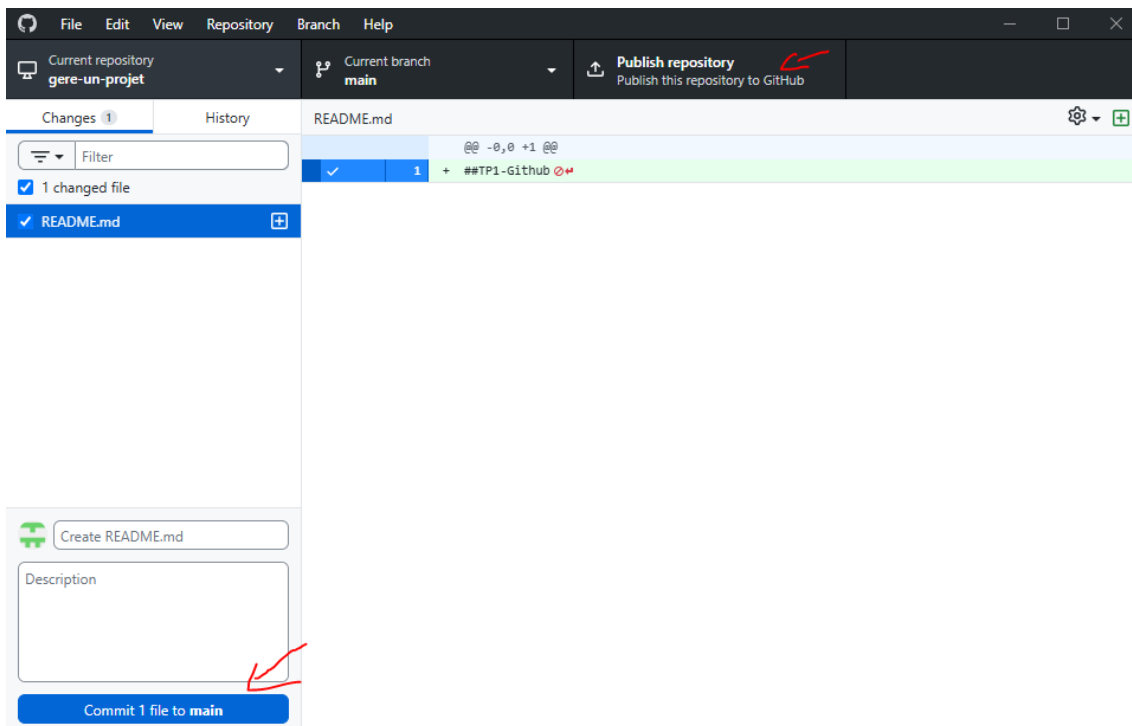 File Edit View Repository Branch Help
Current repository
gere-un-projet
Current branch
main
Publish repository
Publish this repository to GitHub
Changes 1
History
README.md
Filter
1 changed file
README.md
@@ -0,0 +1 @@
1 + ##TP1-Github
Create README.md
Description
Commit 1 file to main